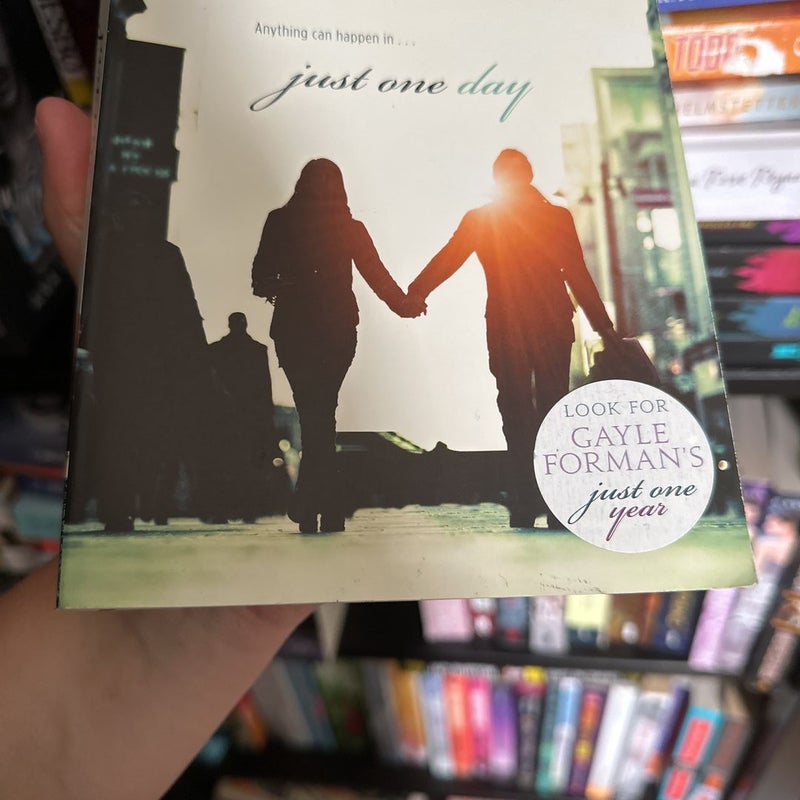 Anything can happen in ...
just one day
LOOK FOR
GAYLE
FORMAN'S
just one
year